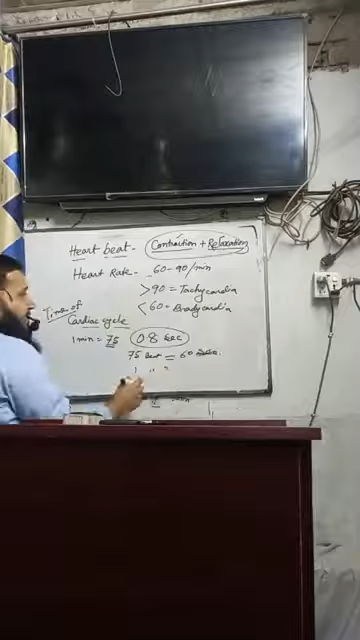 Heart beat- Contraction + Relaxation
Heart Rate- 60-90/min
>90 = Tachycardia
<60 = Bradycardia
Time of
Cardiac cycle
1 min = 75 0.8 sec
75 Beat = 60
1 " "